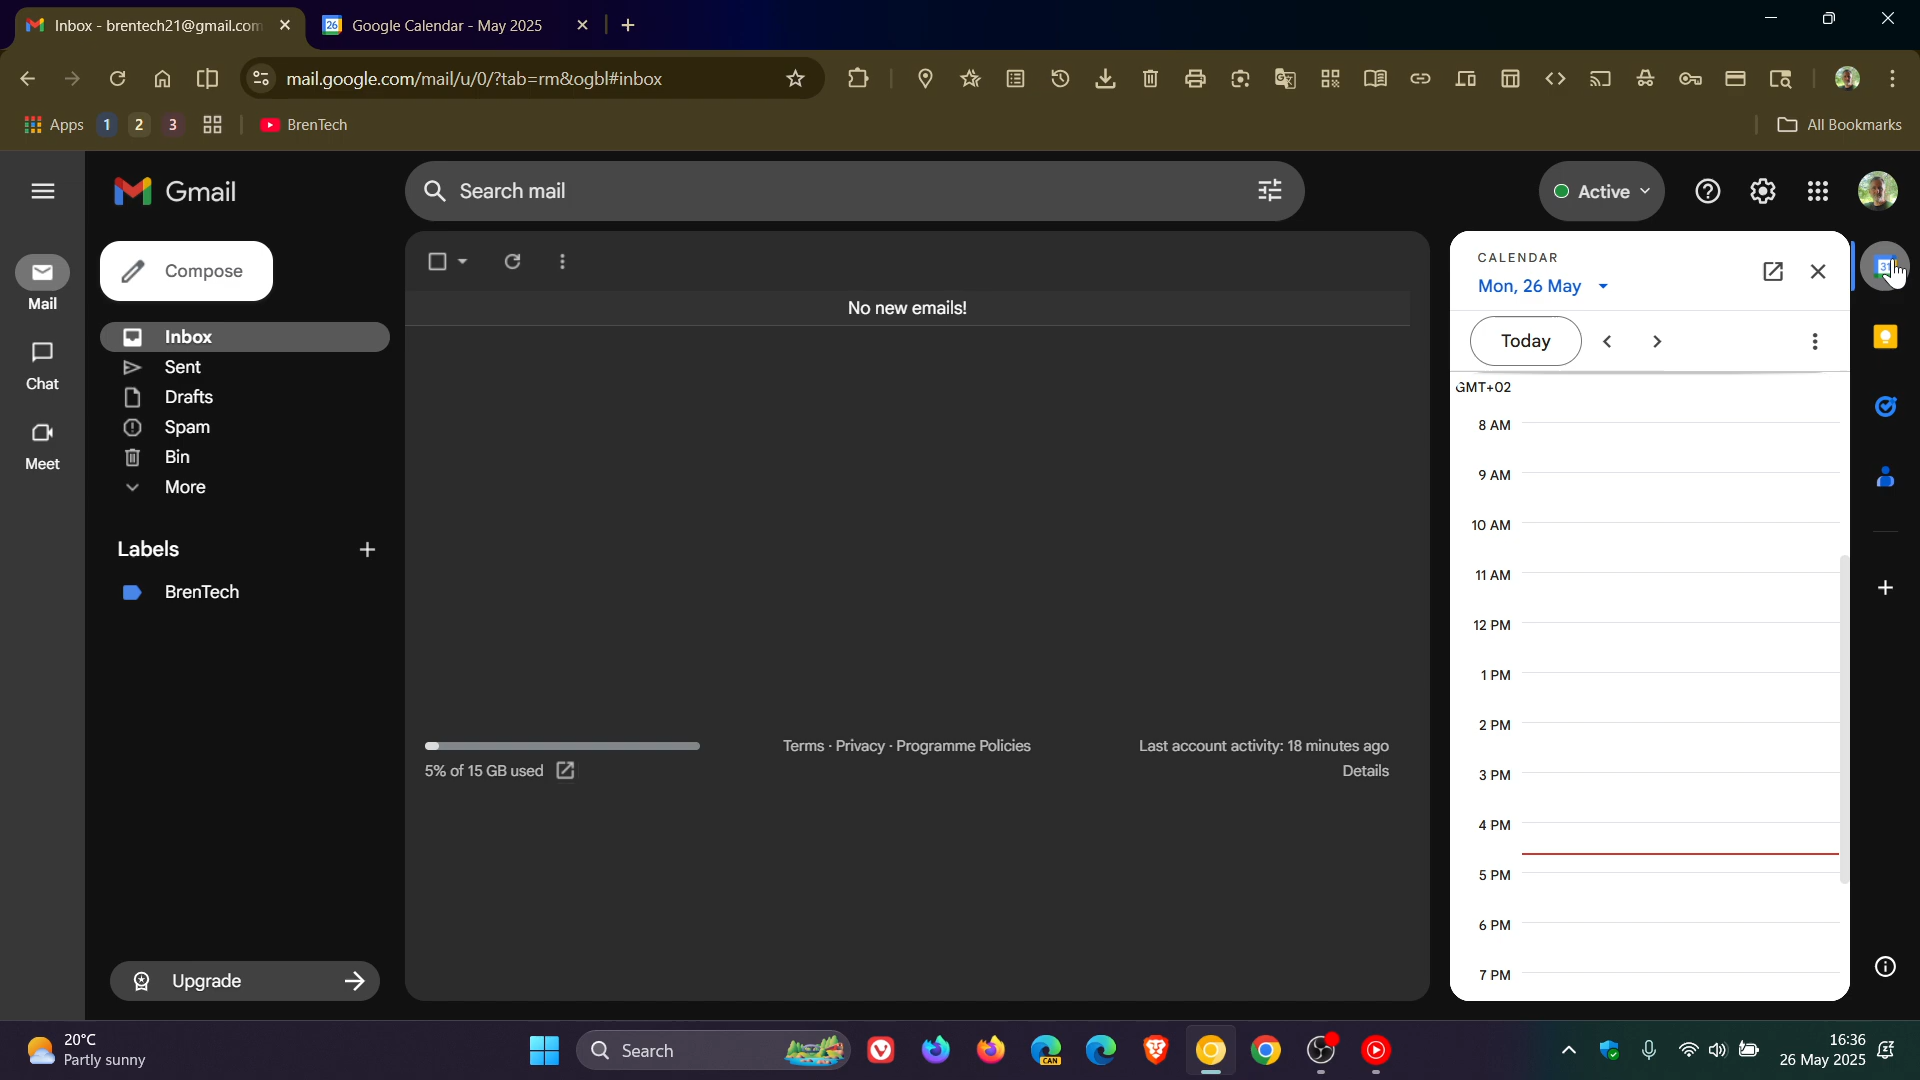 Inbox - brentech21@gmail.com
26 Google Calendar - May 2025
mail.google.com/mail/u/0/?tab=rm&ogbl#inbox
Apps 1 2 3 BrenTech All Bookmarks
Gmail
Search mail
Active
Compose
Mail
Chat
Meet
Inbox
Sent
Drafts
Spam
Bin
More
Labels
BrenTech
Upgrade
No new emails!
5% of 15 GB used
Terms · Privacy · Programme Policies
Last account activity: 18 minutes ago
Details
CALENDAR
Mon, 26 May
31
Today
GMT+02
8 AM
9 AM
10 AM
11 AM
12 PM
1 PM
2 PM
3 PM
4 PM
5 PM
6 PM
7 PM
20°C
Partly sunny
Search
CAN
16:36
26 May 2025